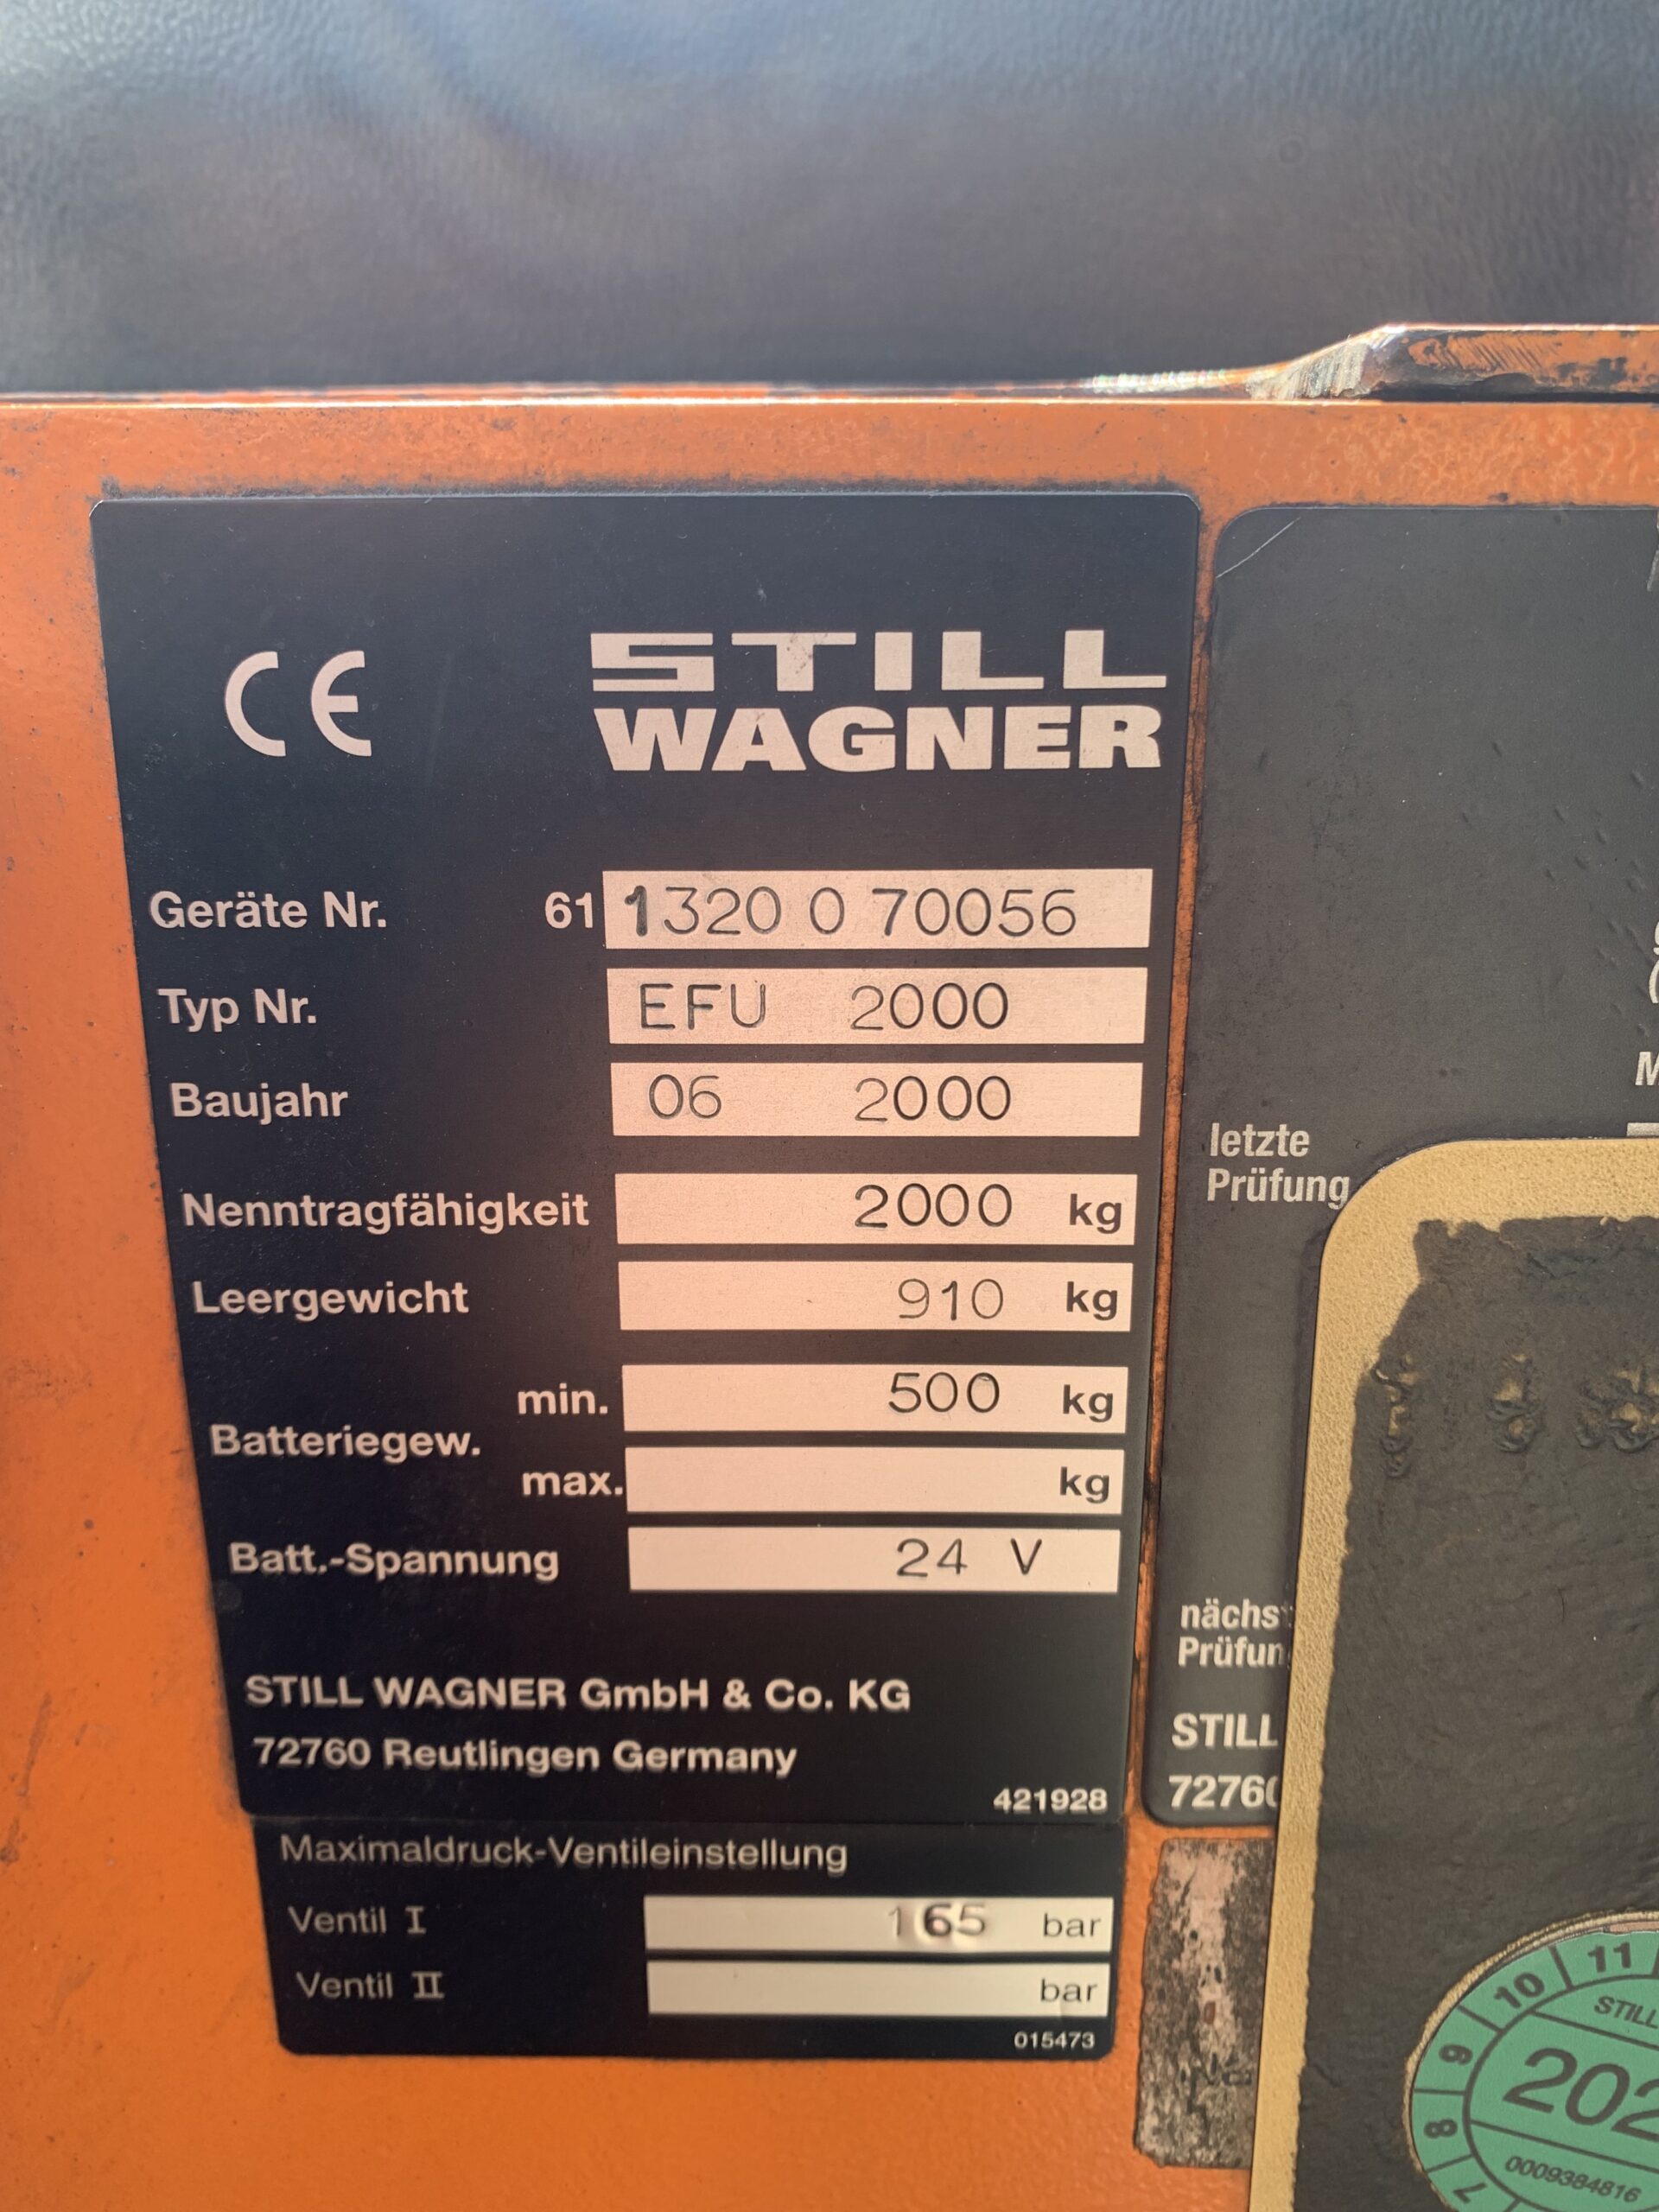 CE
STILL
WAGNER
Geräte Nr. 61 1320 0 70056
Typ Nr. EFU 2000
Baujahr 06 2000
Nenntragfähigkeit 2000 kg
Leergewicht 910 kg
Batteriegew. min. 500 kg
max. kg
Batt.-Spannung 24 V
STILL WAGNER GmbH & Co. KG
72760 Reutlingen Germany
421928
Maximaldruck-Ventileinstellung
Ventil I 165 bar
Ventil II bar
015473
letzte
Prüfung
STILL
11
10
9
8
7
STILL
0009384816